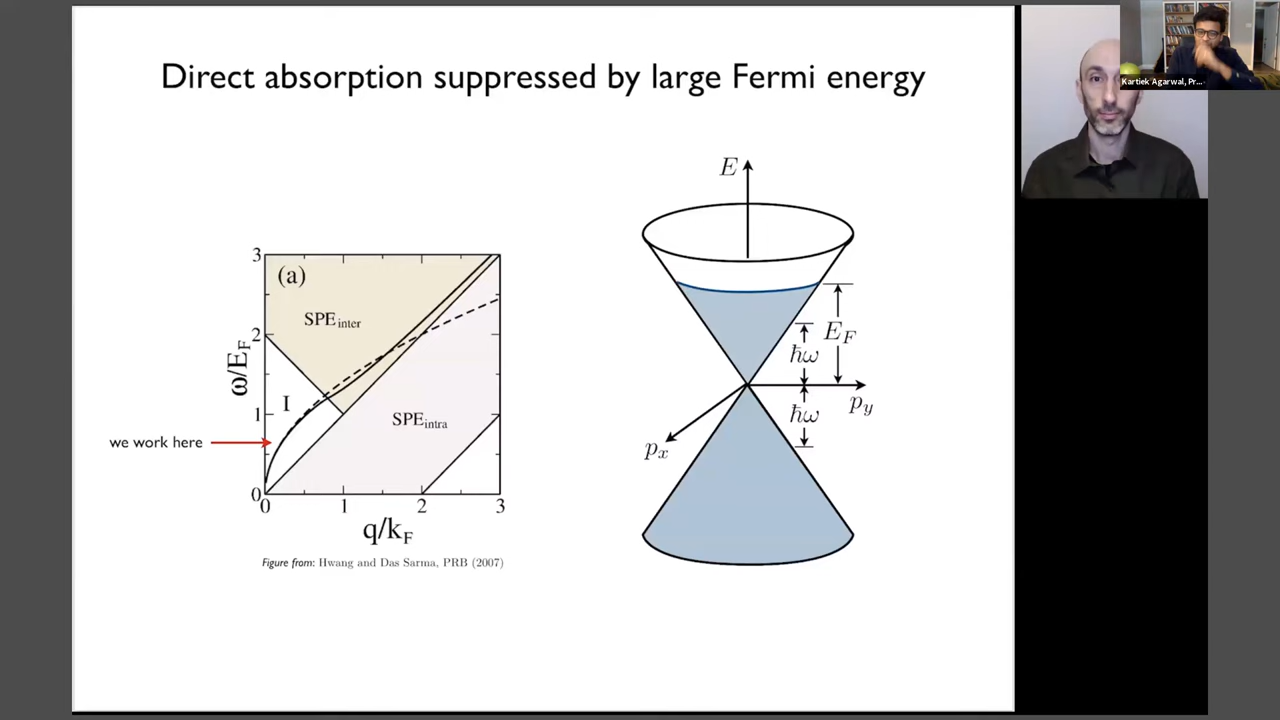 Direct absorption suppressed by large Fermi energy
Kartiek Agarwal, Pr...
3
2
1
0
0
1
2
3
ω/E_F
q/k_F
(a)
SPE_inter
I
SPE_intra
we work here
Figure from: Hwang and Das Sarma, PRB (2007)
E
E_F
ℏω
ℏω
p_y
p_x